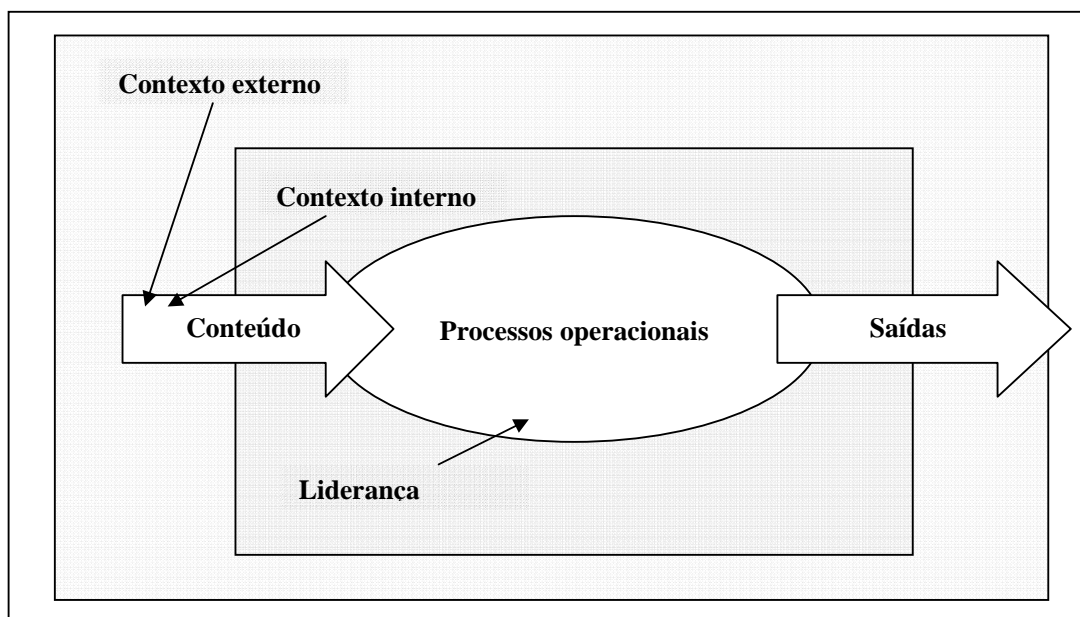 Contexto externo
Contexto interno
Conteúdo
Processos operacionais
Saídas
Liderança